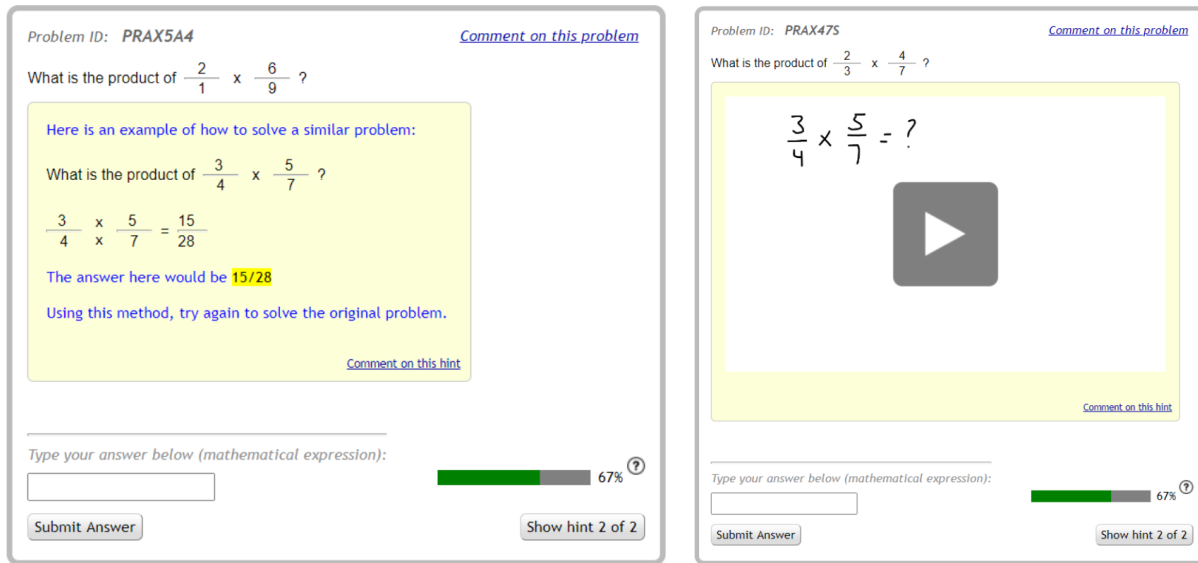 Problem ID: PRAX5A4
Comment on this problem
What is the product of 2/1 x 6/9 ?
Here is an example of how to solve a similar problem:
What is the product of 3/4 x 5/7 ?
3 x 5 = 15
4 x 7 28
The answer here would be 15/28
Using this method, try again to solve the original problem.
Comment on this hint
Type your answer below (mathematical expression):
67% ?
Submit Answer
Show hint 2 of 2
Problem ID: PRAX47S
Comment on this problem
What is the product of 2/3 x 4/7 ?
3/4 x 5/7 = ?
Comment on this hint
Type your answer below (mathematical expression):
67% ?
Submit Answer
Show hint 2 of 2